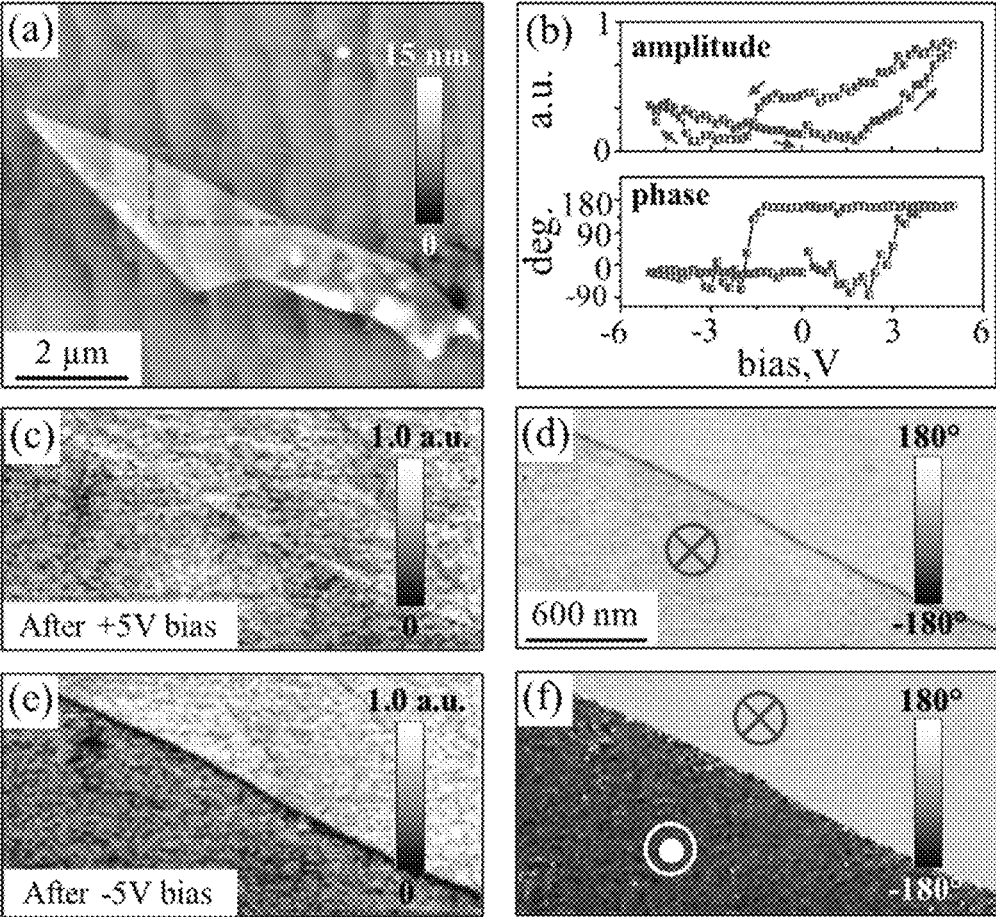 (a)
15 nm
0
2 µm
(b)
1
amplitude
a.u.
0
phase
180
90
0
-90
deg.
-6 -3 0 3 6
bias,V
(c)
1.0 a.u.
0
After +5V bias
(d)
180°
-180°
600 nm
(e)
1.0 a.u.
0
After -5V bias
(f)
180°
-180°